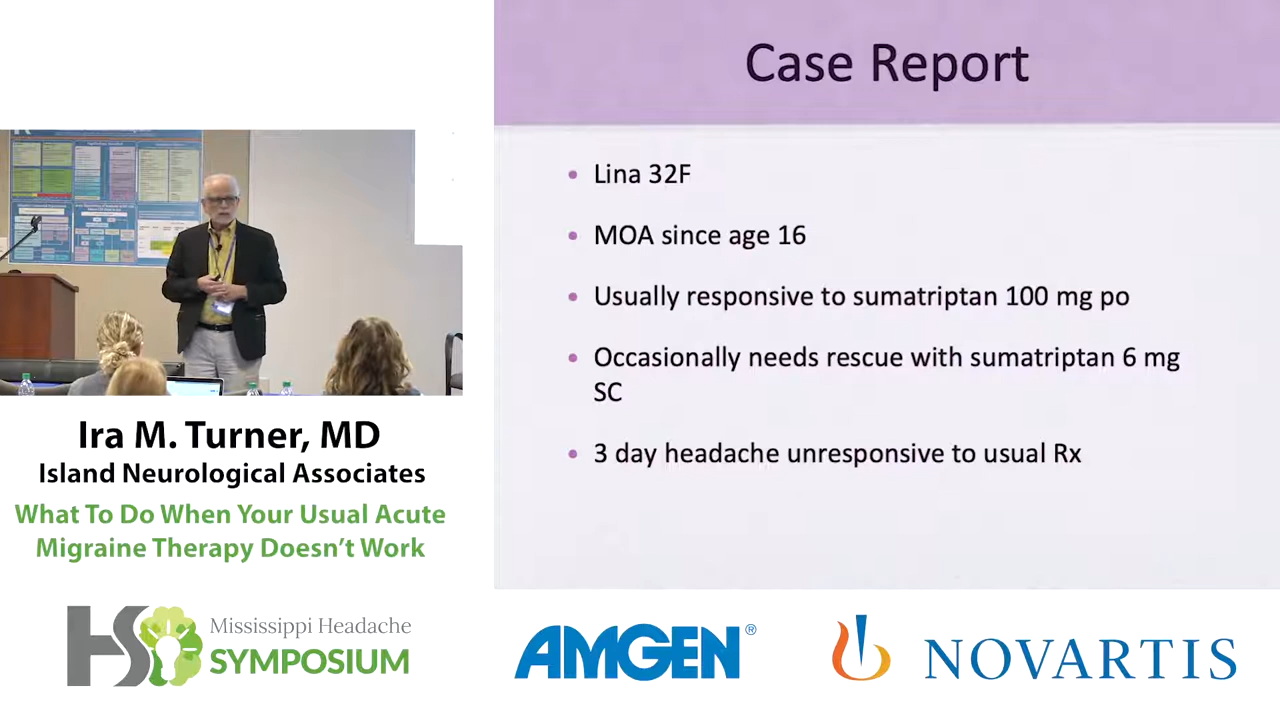 Case Report
Lina 32F
MOA since age 16
Usually responsive to sumatriptan 100 mg po
Occasionally needs rescue with sumatriptan 6 mg
SC
3 day headache unresponsive to usual Rx
Ira M. Turner, MD
Island Neurological Associates
What To Do When Your Usual Acute
Migraine Therapy Doesn't Work
HS
Mississippi Headache
SYMPOSIUM
AMGEN®
NOVARTIS